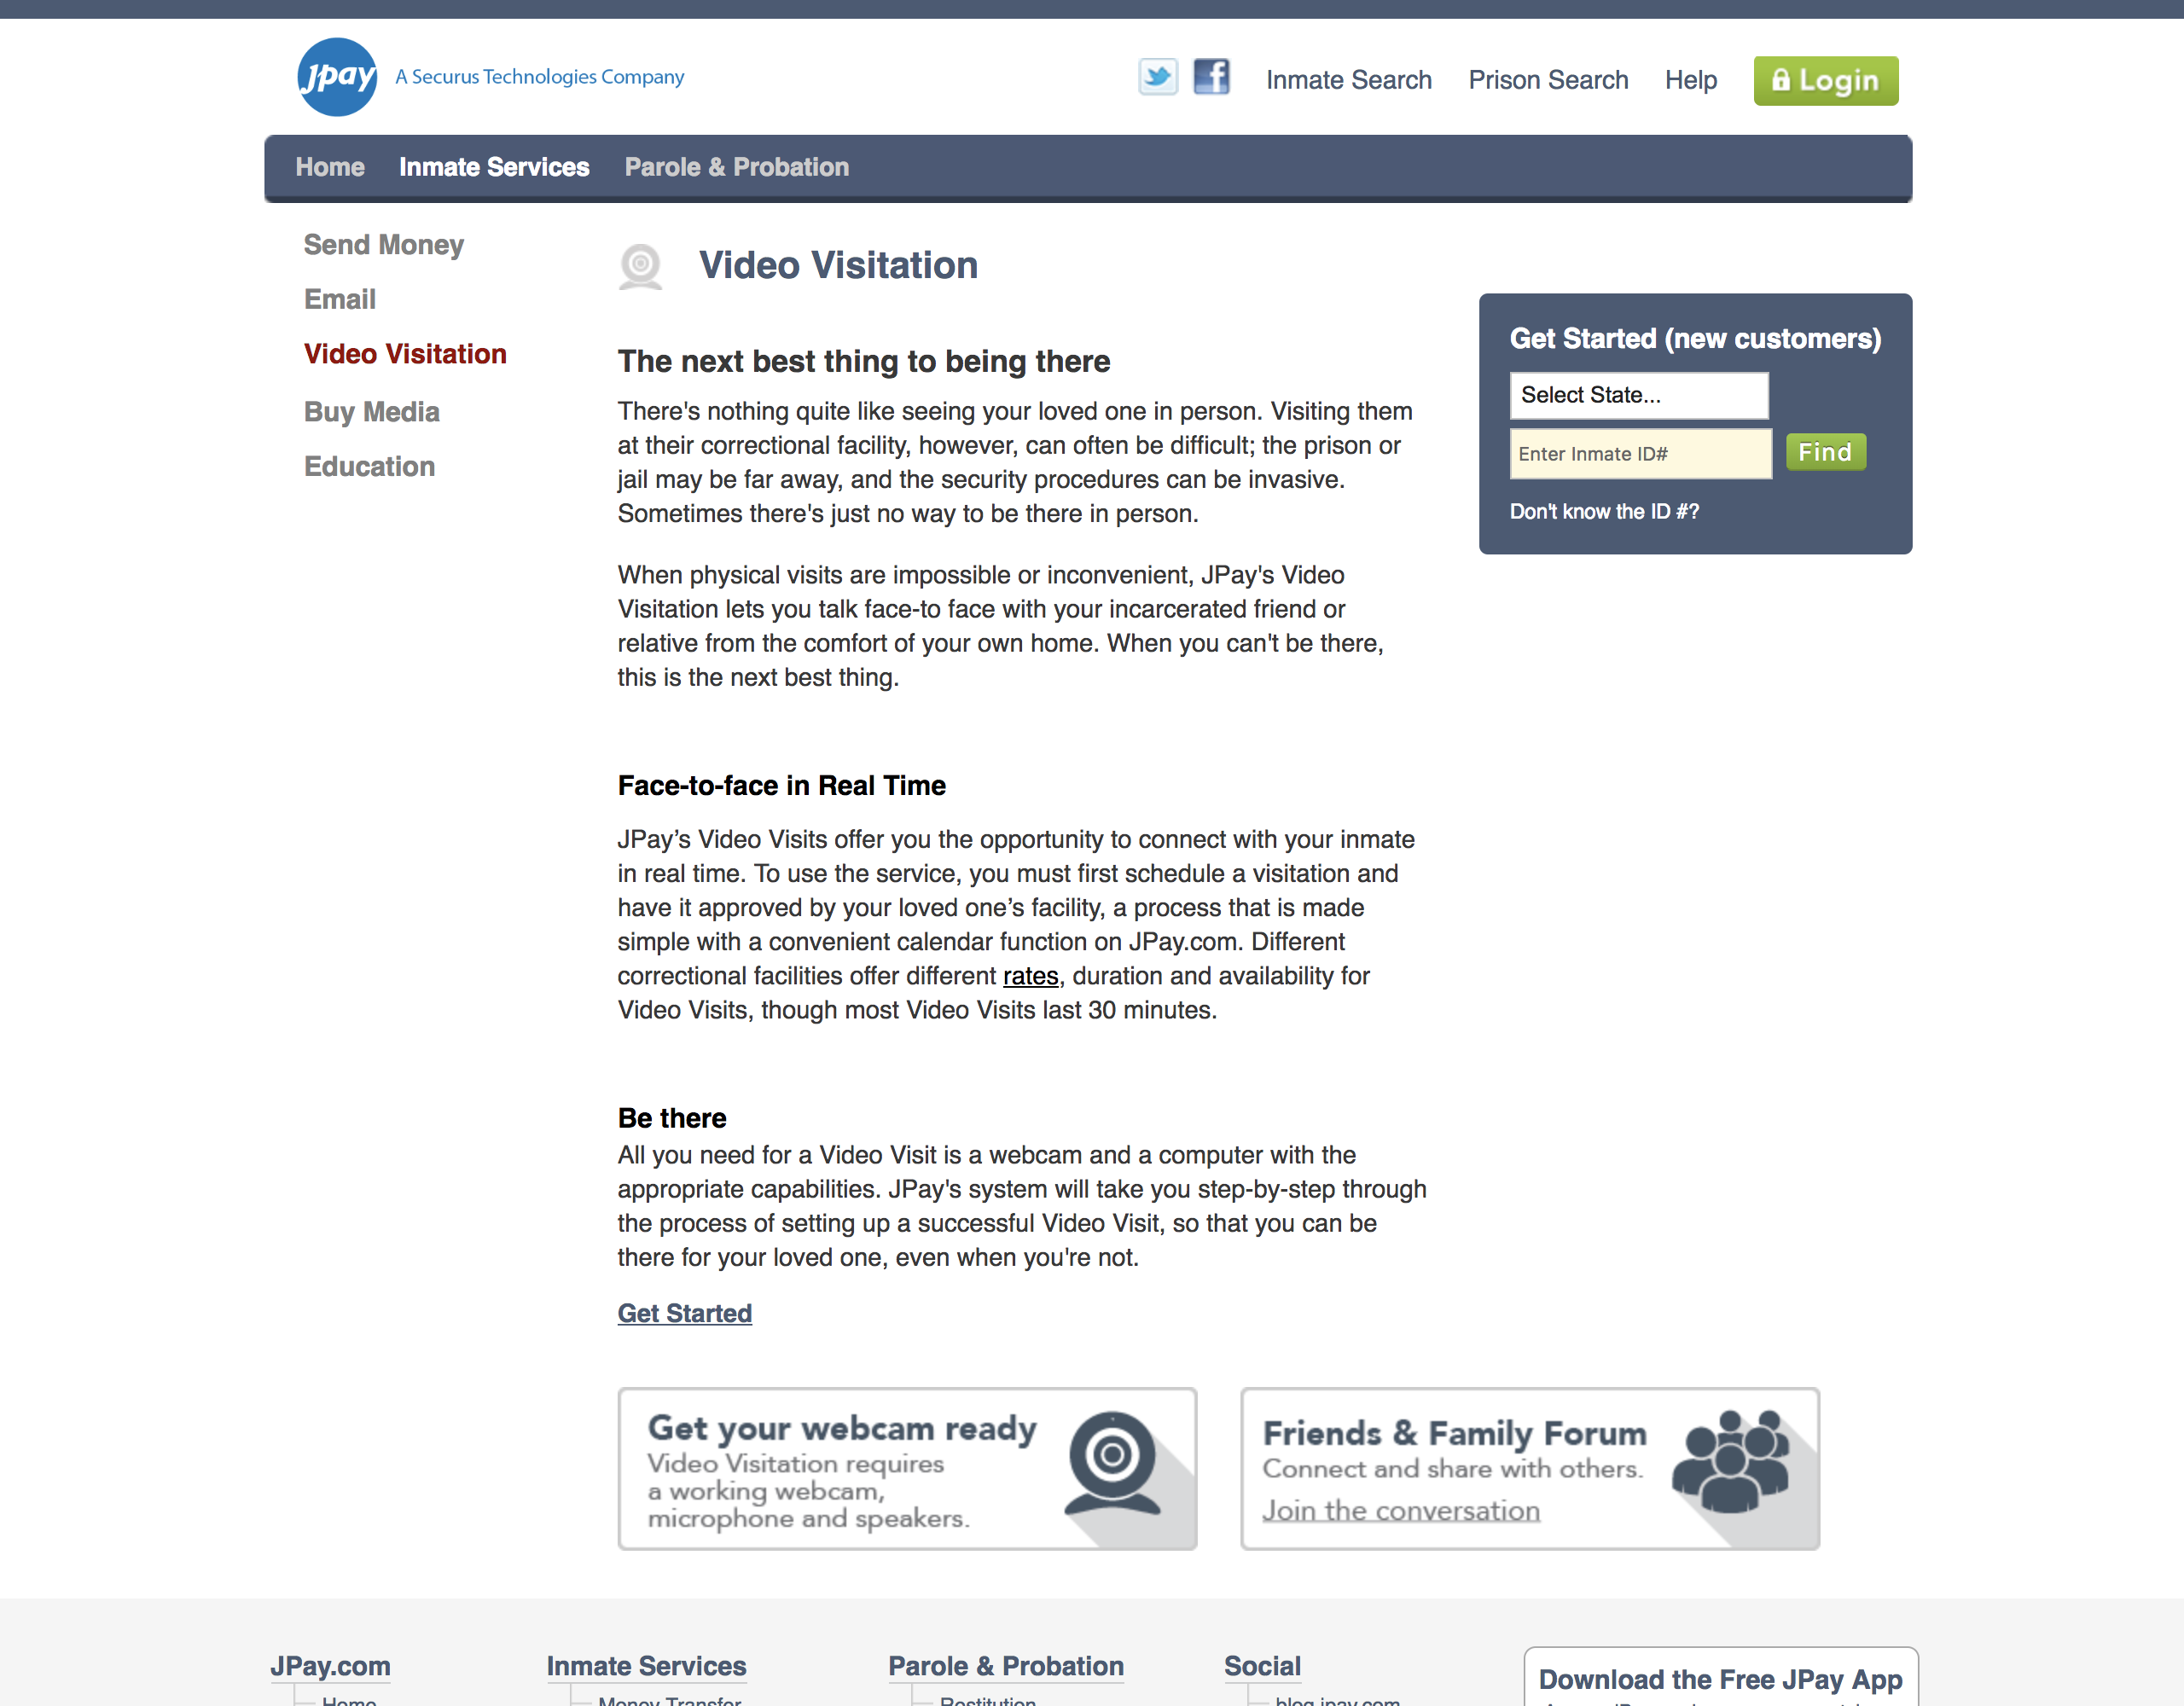 jpay A Securus Technologies Company
Inmate Search Prison Search Help Login
Home Inmate Services Parole & Probation
Send Money
Email
Video Visitation
Buy Media
Education
Video Visitation
The next best thing to being there
There's nothing quite like seeing your loved one in person. Visiting them
at their correctional facility, however, can often be difficult; the prison or
jail may be far away, and the security procedures can be invasive.
Sometimes there's just no way to be there in person.
When physical visits are impossible or inconvenient, JPay's Video
Visitation lets you talk face-to face with your incarcerated friend or
relative from the comfort of your own home. When you can't be there,
this is the next best thing.
Face-to-face in Real Time
JPay’s Video Visits offer you the opportunity to connect with your inmate
in real time. To use the service, you must first schedule a visitation and
have it approved by your loved one’s facility, a process that is made
simple with a convenient calendar function on JPay.com. Different
correctional facilities offer different rates, duration and availability for
Video Visits, though most Video Visits last 30 minutes.
Be there
All you need for a Video Visit is a webcam and a computer with the
appropriate capabilities. JPay's system will take you step-by-step through
the process of setting up a successful Video Visit, so that you can be
there for your loved one, even when you're not.
Get Started
Get Started (new customers)
Select State...
Enter Inmate ID# Find
Don't know the ID #?
Get your webcam ready
Video Visitation requires
a working webcam,
microphone and speakers.
Friends & Family Forum
Connect and share with others.
Join the conversation
JPay.com Inmate Services Parole & Probation Social Download the Free JPay App
Home Money Transfer Restitution blog.jpay.com